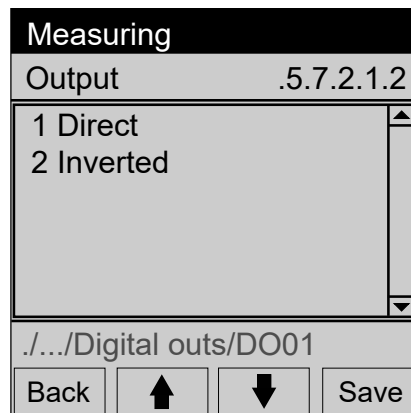 Measuring
Output .5.7.2.1.2
1 Direct
2 Inverted
./.../Digital outs/DO01
Back Save